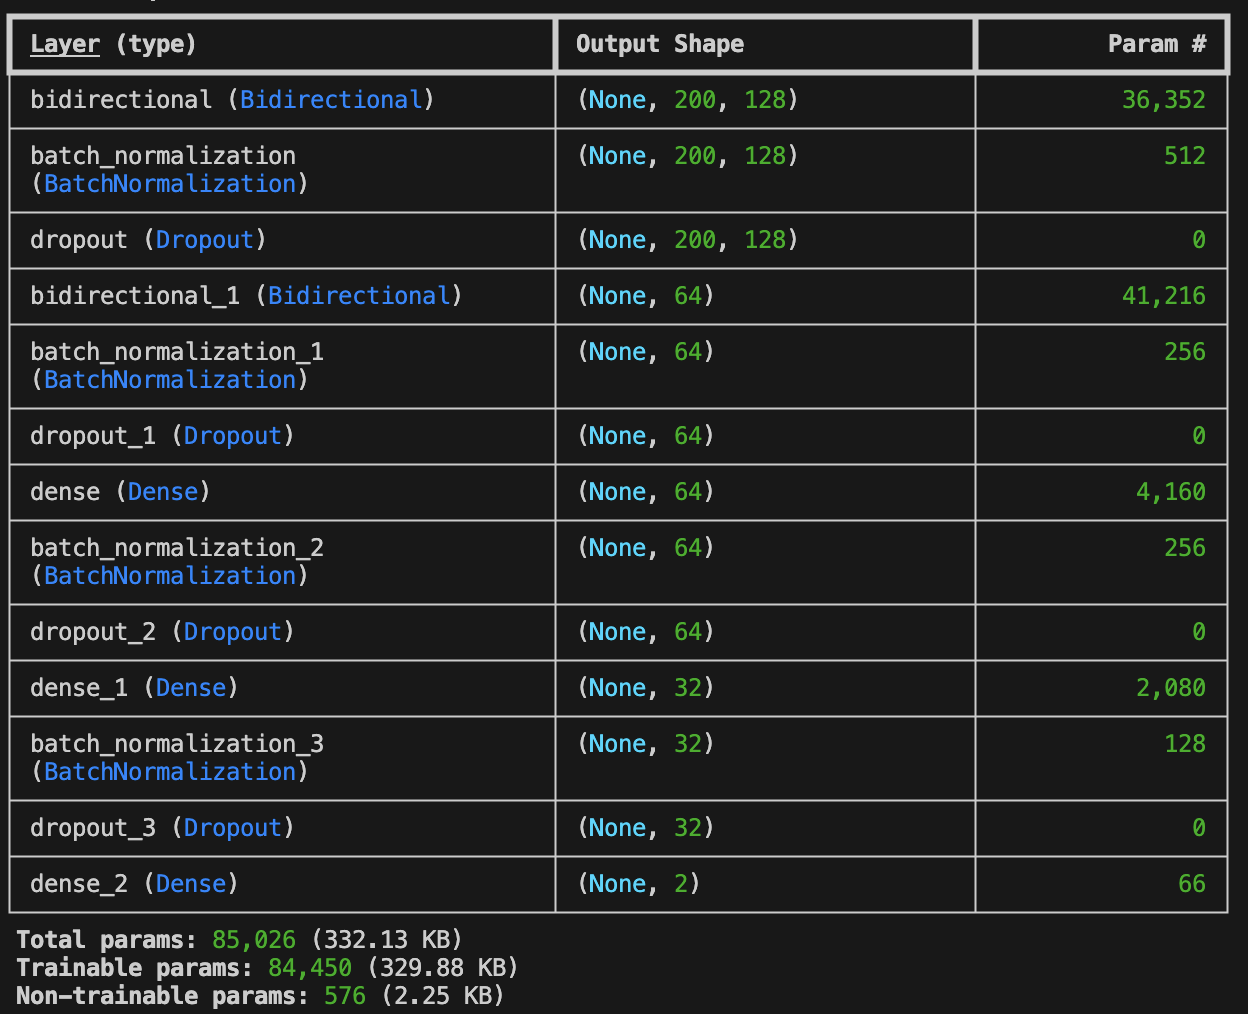 Layer (type) Output Shape Param #
bidirectional (Bidirectional) (None, 200, 128) 36,352
batch_normalization (None, 200, 128) 512
(BatchNormalization)
dropout (Dropout) (None, 200, 128) 0
bidirectional_1 (Bidirectional) (None, 64) 41,216
batch_normalization_1 (None, 64) 256
(BatchNormalization)
dropout_1 (Dropout) (None, 64) 0
dense (Dense) (None, 64) 4,160
batch_normalization_2 (None, 64) 256
(BatchNormalization)
dropout_2 (Dropout) (None, 64) 0
dense_1 (Dense) (None, 32) 2,080
batch_normalization_3 (None, 32) 128
(BatchNormalization)
dropout_3 (Dropout) (None, 32) 0
dense_2 (Dense) (None, 2) 66
Total params: 85,026 (332.13 KB)
Trainable params: 84,450 (329.88 KB)
Non-trainable params: 576 (2.25 KB)